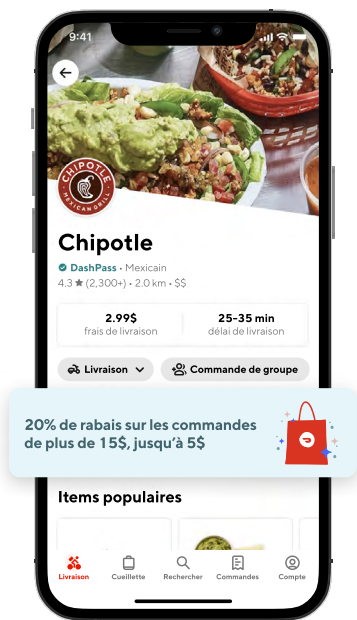 9:41
CHIPOTLE
MEXICAN GRILL
Chipotle
DashPass • Mexicain
4.3 ★ (2,300+) • 2.0 km • $$
2.99$
frais de livraison
25-35 min
délai de livraison
Livraison
Commande de groupe
20% de rabais sur les commandes
de plus de 15$, jusqu'à 5$
Items populaires
Livraison
Cueillette
Rechercher
Commandes
Compte